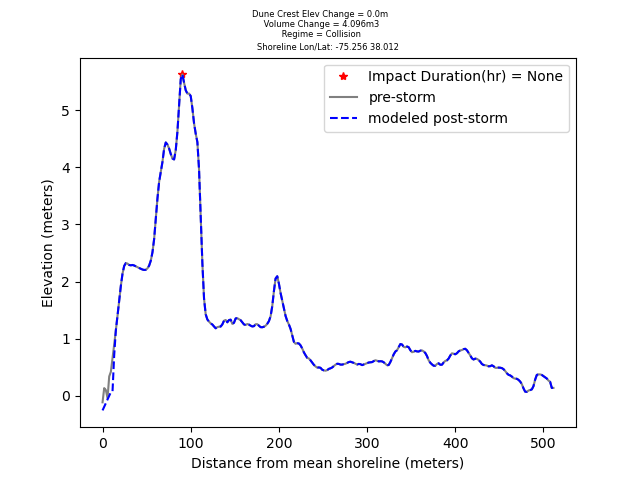 Dune Crest Elev Change = 0.0m
Volume Change = 4.096m3
Regime = Collision
Shoreline Lon/Lat: -75.256 38.012
Impact Duration(hr) = None
pre-storm
modeled post-storm
Elevation (meters)
5
4
3
2
1
0
0 100 200 300 400 500
Distance from mean shoreline (meters)